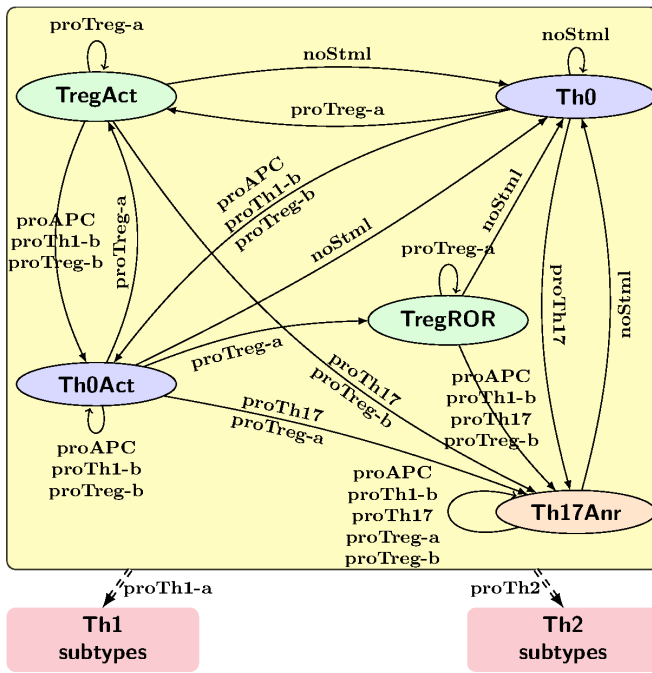 proTreg-a
noStml
noStml
TregAct
Th0
proTreg-a
proAPC
proTh1-b
proTreg-b
proAPC
proTh1-b
proTreg-b
proTreg-a
noStml
noStml
proTreg-a
proTh17
noStml
TregROR
proTreg-a
Th0Act
proTh17
proTreg-b
proAPC
proTh1-b
proTh17
proTreg-b
proTh17
proTreg-a
proAPC
proTh1-b
proTreg-b
proAPC
proTh1-b
proTh17
proTreg-a
proTreg-b
Th17Anr
proTh1-a
proTh2
Th1
subtypes
Th2
subtypes